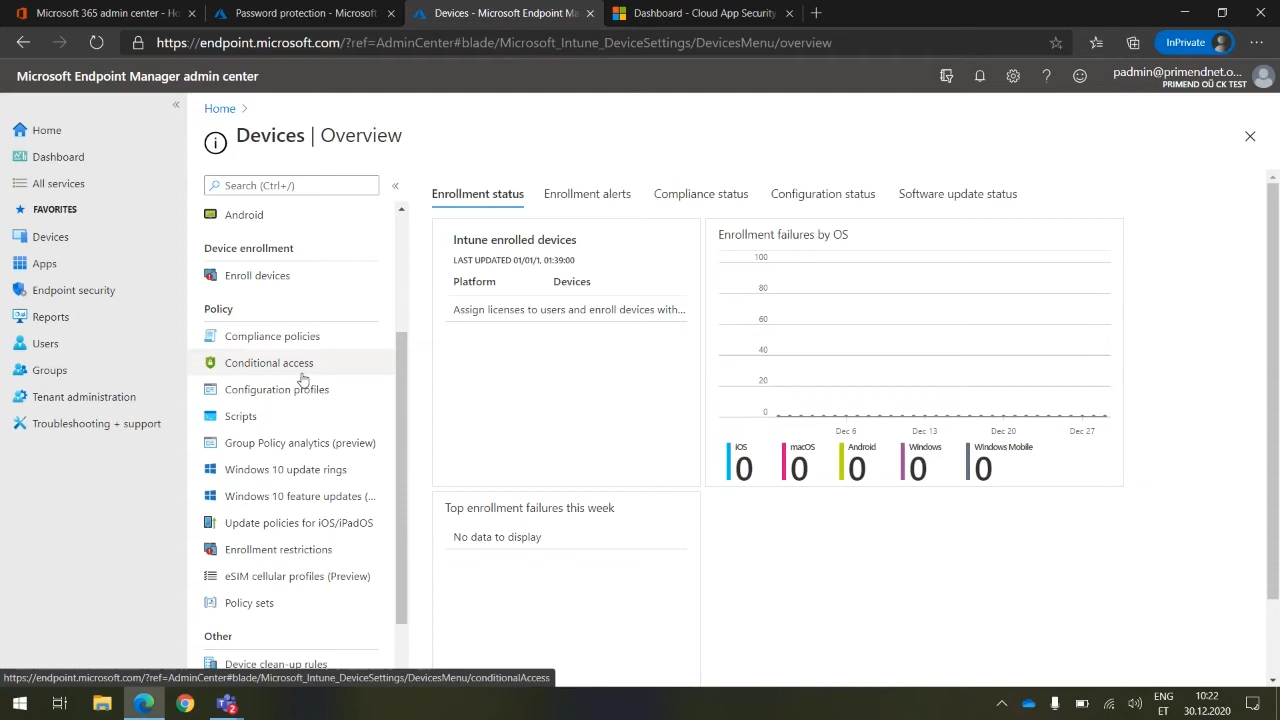 Microsoft 365 admin center - Ho
Password protection - Microsoft
Devices - Microsoft Endpoint Ma
Dashboard - Cloud App Security
https://endpoint.microsoft.com/?ref=AdminCenter#blade/Microsoft_Intune_DeviceSettings/DevicesMenu/overview
InPrivate
Microsoft Endpoint Manager admin center
padmin@primendnet.o...
PRIMEND OÜ CK TEST
Home
Dashboard
All services
FAVORITES
Devices
Apps
Endpoint security
Reports
Users
Groups
Tenant administration
Troubleshooting + support
Home
Devices | Overview
Search (Ctrl+/)
Android
Device enrollment
Enroll devices
Policy
Compliance policies
Conditional access
Configuration profiles
Scripts
Group Policy analytics (preview)
Windows 10 update rings
Windows 10 feature updates (...
Update policies for iOS/iPadOS
Enrollment restrictions
eSIM cellular profiles (Preview)
Policy sets
Other
Device clean-up rules
Enrollment status
Enrollment alerts
Compliance status
Configuration status
Software update status
Intune enrolled devices
LAST UPDATED 01/01/1, 01:39:00
Platform Devices
Assign licenses to users and enroll devices with...
Enrollment failures by OS
100
80
60
40
20
0
Dec 6 Dec 13 Dec 20 Dec 27
iOS macOS Android Windows Windows Mobile
0 0 0 0 0
Top enrollment failures this week
No data to display
https://endpoint.microsoft.com/?ref=AdminCenter#blade/Microsoft_Intune_DeviceSettings/DevicesMenu/conditionalAccess
2
ENG
ET
10:22
30.12.2020